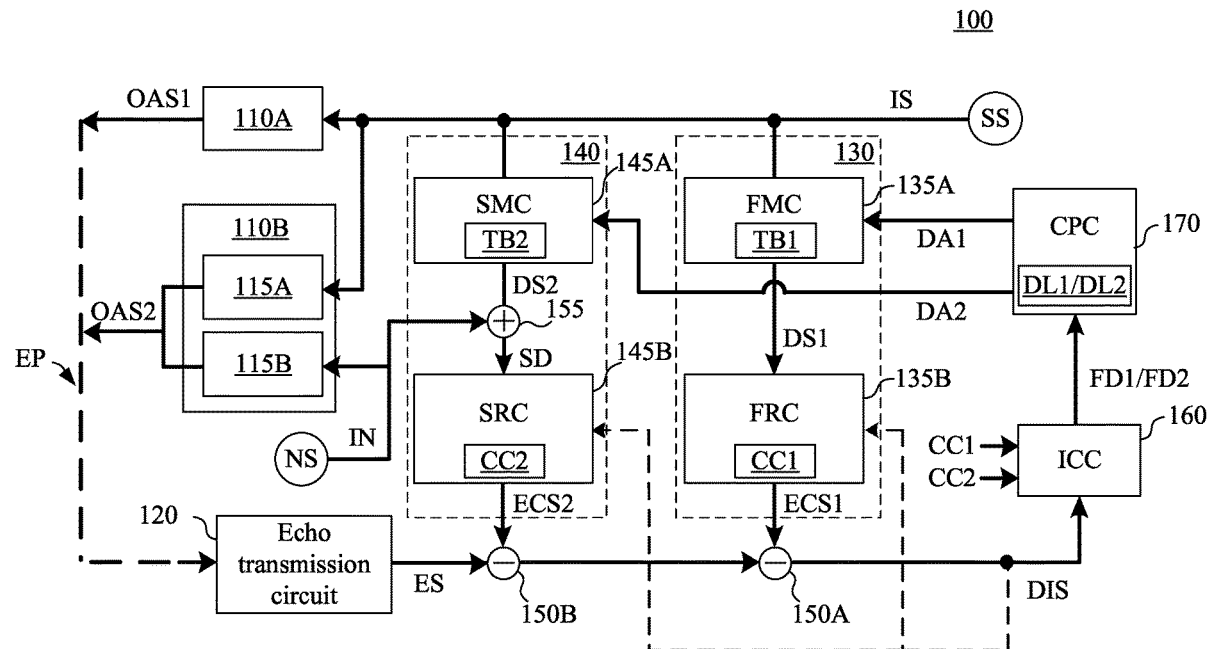 100
OAS1
110A
IS
SS
140
145A
130
135A
SMC
TB2
FMC
TB1
DA1
CPC
DL1/DL2
170
110B
115A
115B
OAS2
DS2
155
DA2
EP
SD
DS1
145B
135B
FD1/FD2
160
IN
NS
SRC
CC2
FRC
CC1
CC1
CC2
ICC
ECS2
ECS1
120
Echo
transmission
circuit
ES
150B
150A
DIS